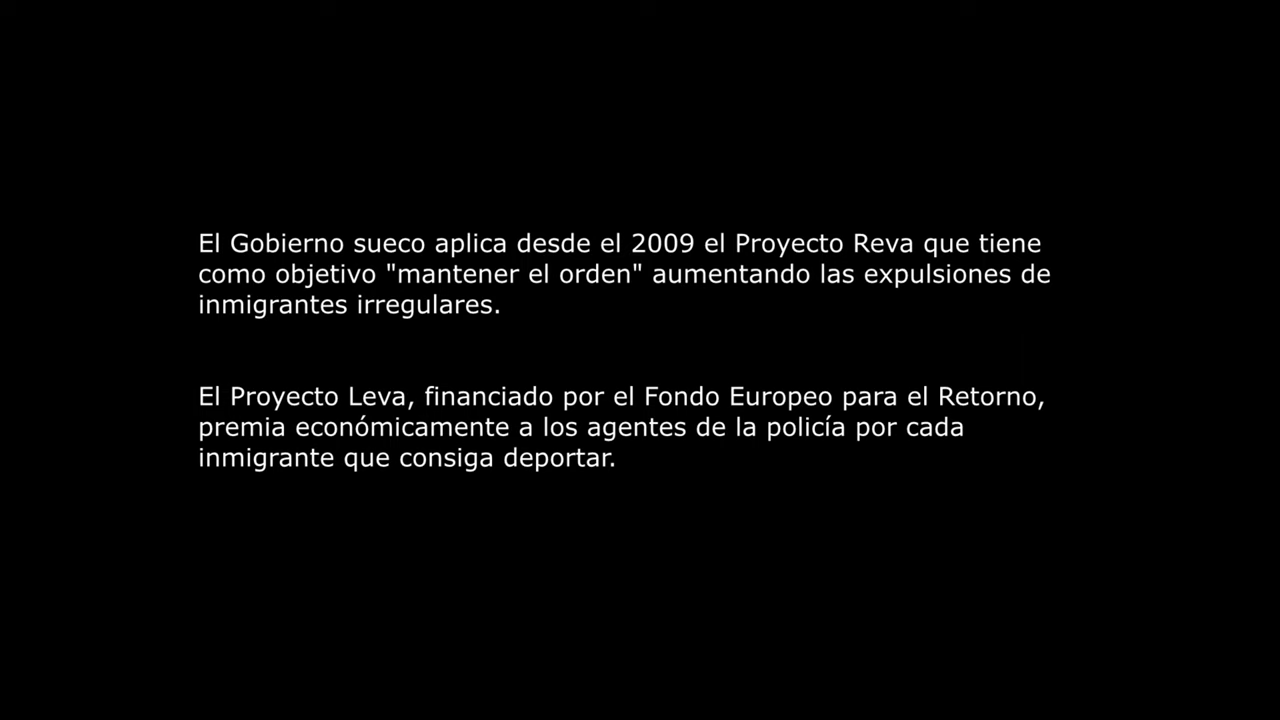 El Gobierno sueco aplica desde el 2009 el Proyecto Reva que tiene
como objetivo "mantener el orden" aumentando las expulsiones de
inmigrantes irregulares.
El Proyecto Leva, financiado por el Fondo Europeo para el Retorno,
premia económicamente a los agentes de la policía por cada
inmigrante que consiga deportar.